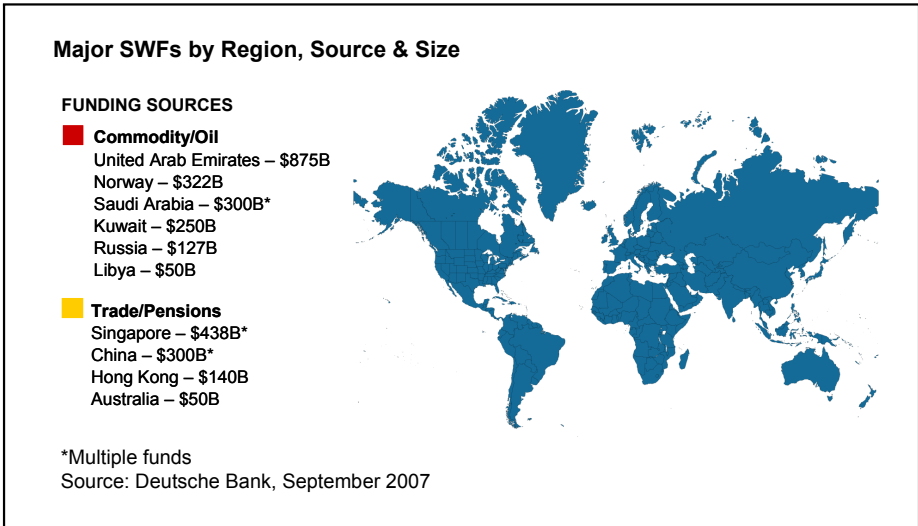 Major SWFs by Region, Source & Size
FUNDING SOURCES
Commodity/Oil
United Arab Emirates – $875B
Norway – $322B
Saudi Arabia – $300B*
Kuwait – $250B
Russia – $127B
Libya – $50B
Trade/Pensions
Singapore – $438B*
China – $300B*
Hong Kong – $140B
Australia – $50B
*Multiple funds
Source: Deutsche Bank, September 2007